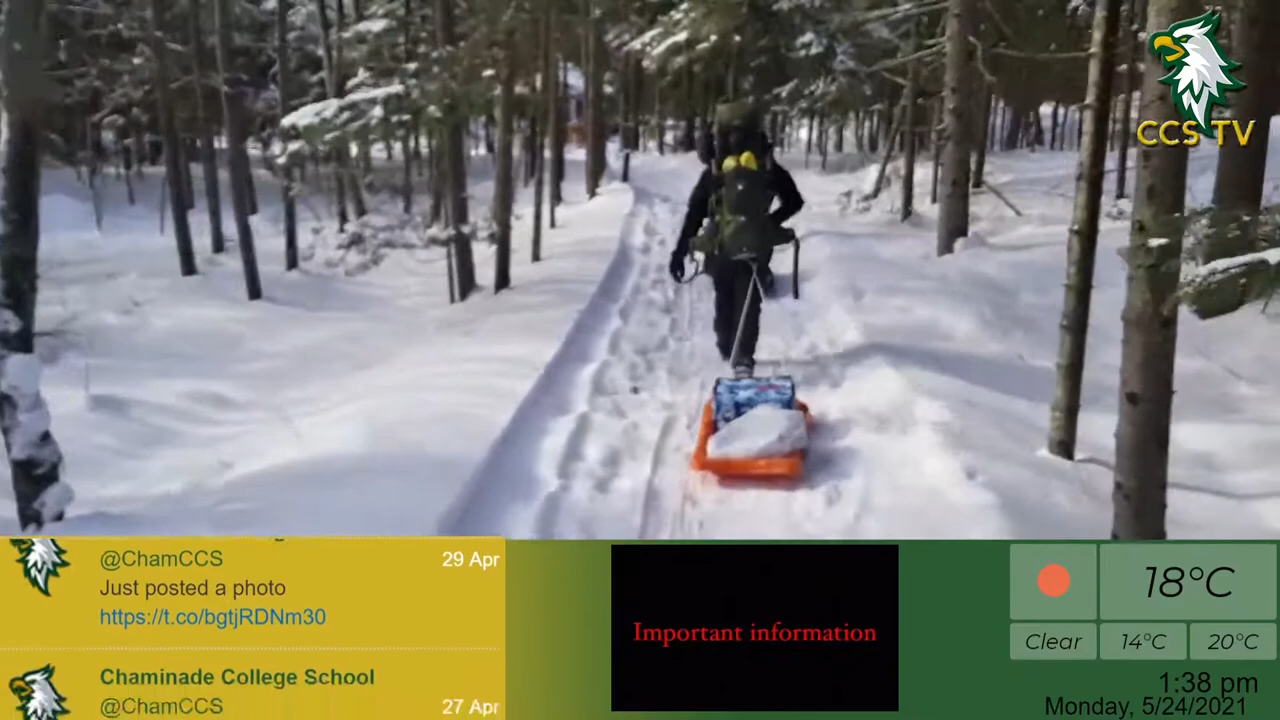 CCS TV
@ChamCCS
29 Apr
Just posted a photo
https://t.co/bgtjRDNm30
Chaminade College School
@ChamCCS
27 Apr
Important information
18°C
Clear
14°C
20°C
1:38 pm
Monday, 5/24/2021